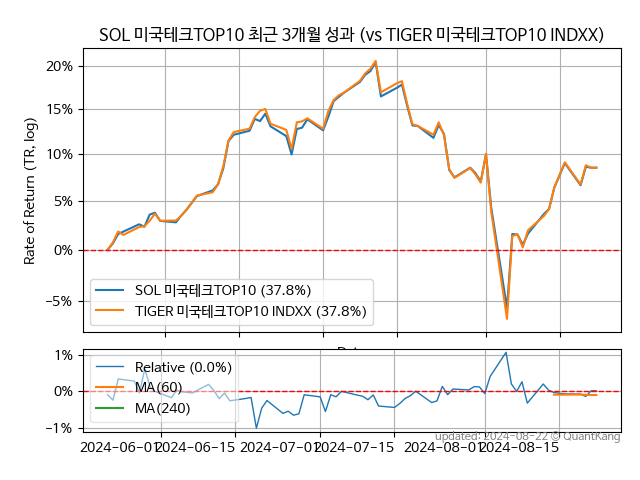 SOL 미국테크TOP10 최근 3개월 성과 (vs TIGER 미국테크TOP10 INDXX)
Rate of Return (TR, log)
20%
15%
10%
5%
0%
−5%
SOL 미국테크TOP10 (37.8%)
TIGER 미국테크TOP10 INDXX (37.8%)
1%
0%
−1%
Relative (0.0%)
MA(60)
MA(240)
2024-06-01 2024-06-15 2024-07-01 2024-07-15 2024-08-01 2024-08-15
updated: 2024-08-22 © QuantKang